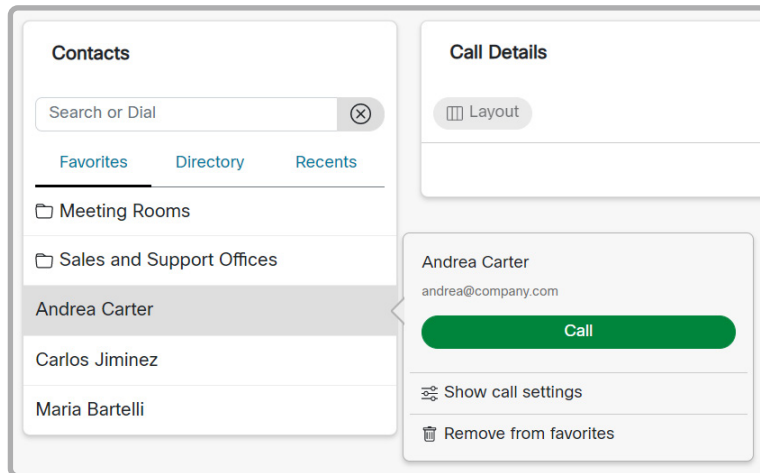 Contacts
Search or Dial
Favorites Directory Recents
Meeting Rooms
Sales and Support Offices
Andrea Carter
Carlos Jiminez
Maria Bartelli
Call Details
Layout
Andrea Carter
andrea@company.com
Call
Show call settings
Remove from favorites